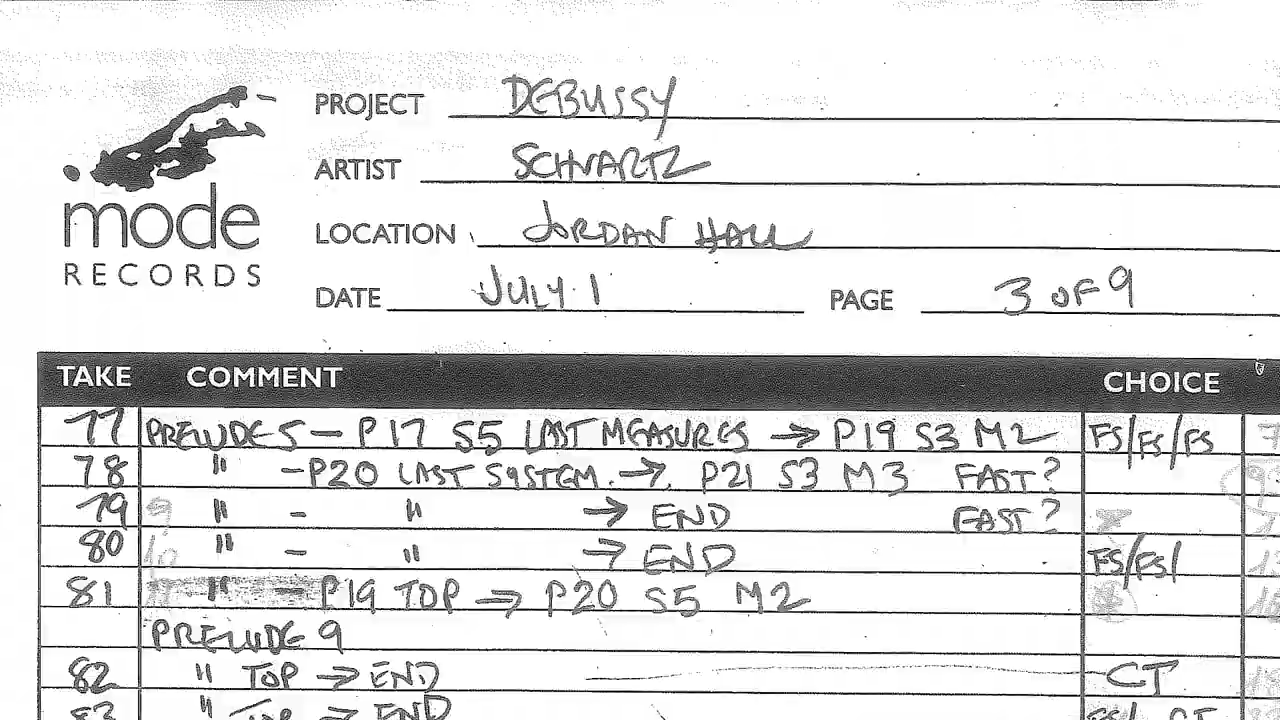 PROJECT DEBUSSY
ARTIST SCHWARTZ
LOCATION JORDAN HALL
DATE JULY 1 PAGE 3 OF 9
mode
RECORDS
TAKE COMMENT CHOICE
77 PRELUDE 5 — P17 S5 LAST MEASURES → P19 S3 M2 FS/FS/FS
78 " - P20 LAST SYSTEM. → P21 S3 M3 FAST?
79 9 " - " → END FAST?
80 10 " - " → END FS/FS/
81 " - P19 TOP → P20 S5 M2
PRELUDE 9
82 " TOP → END CT
83 " TOP → END